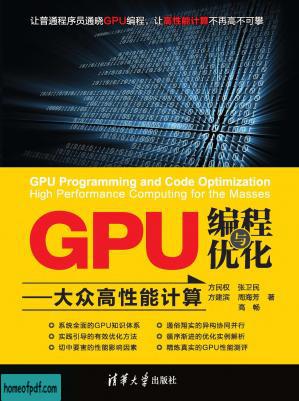 让普通程序员通晓GPU编程，让高性能计算不再高不可攀
GPU Programming and Code Optimization
High Performance Computing for the Masses
GPU编程与优化
——大众高性能计算
方民权 张卫民
方建滨 周海芳 著
高畅
系统全面的GPU知识体系
实践引导的有效优化方法
切中要害的性能影响因素
通俗翔实的异构协同并行
循序渐进的优化实例解析
精炼真实的GPU性能测评
清华大学出版社
homeofpdf.com